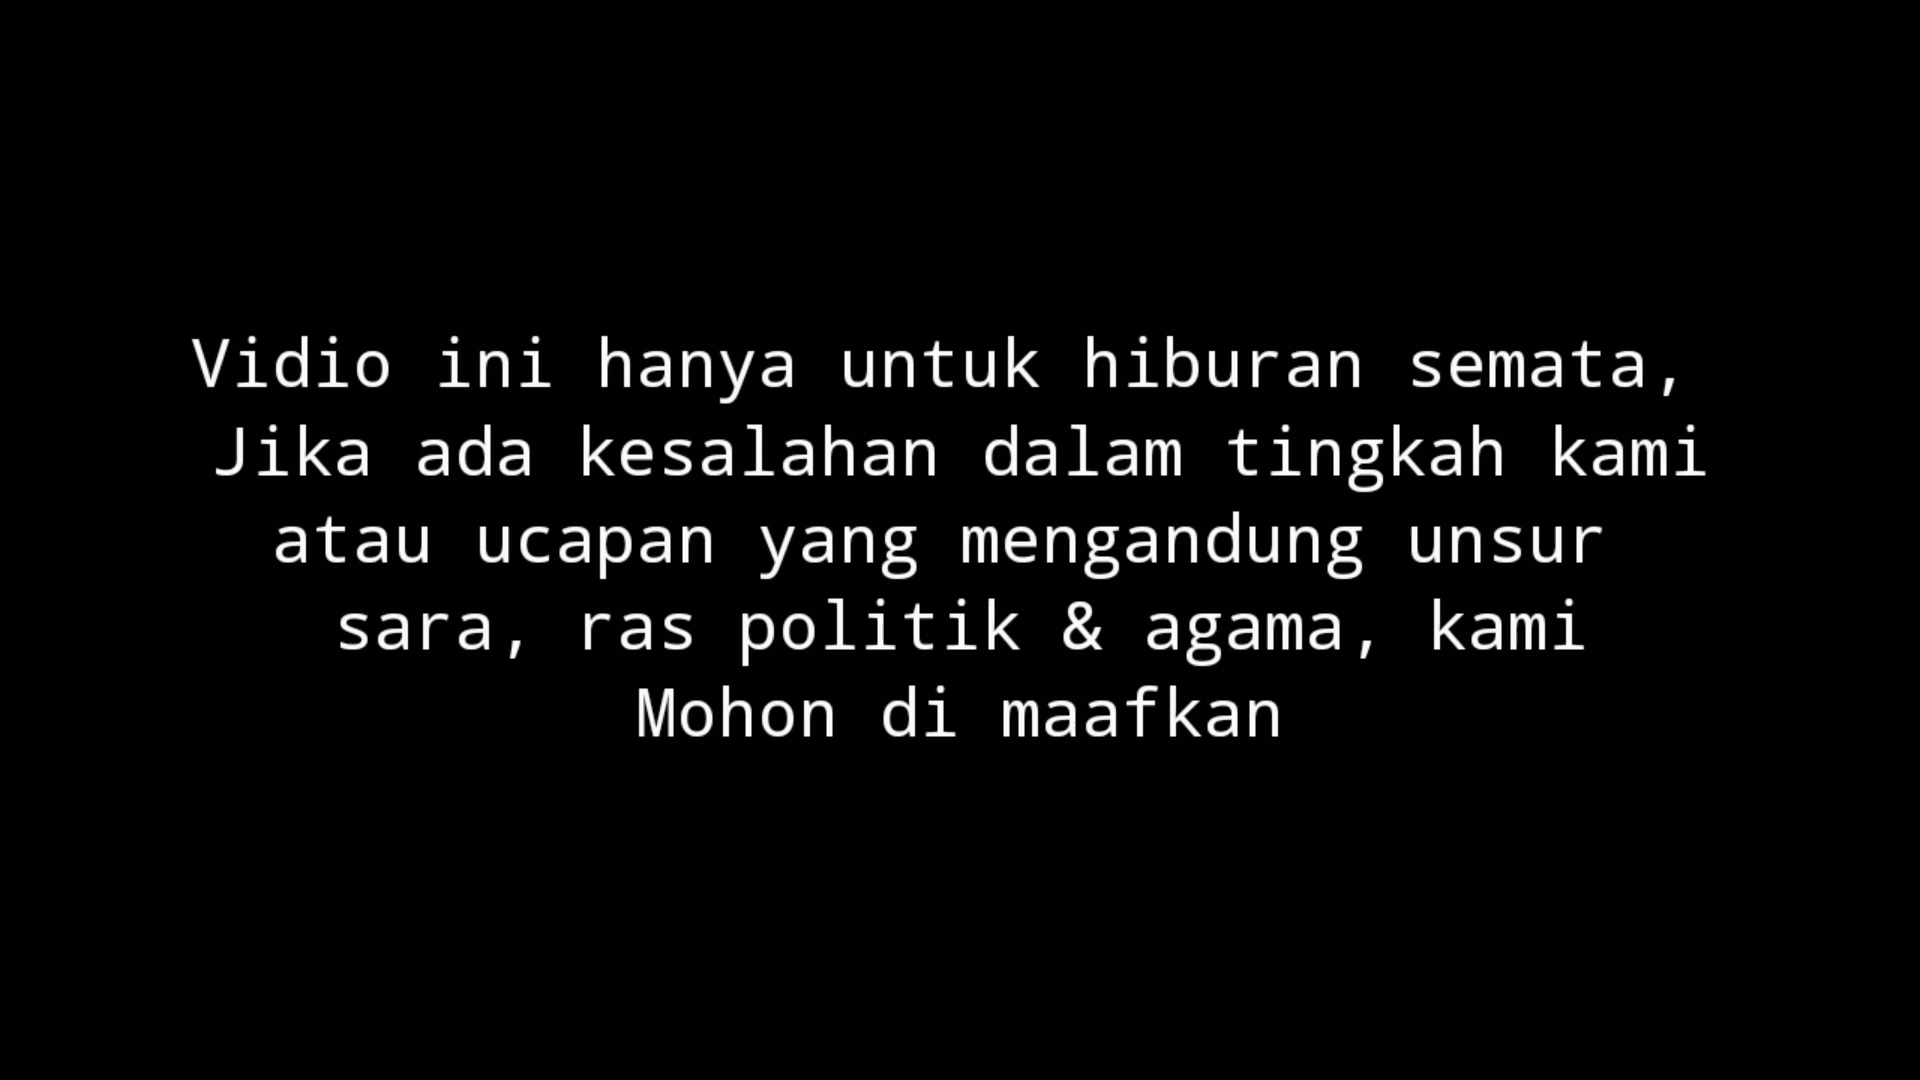 Vidio ini hanya untuk hiburan semata,
Jika ada kesalahan dalam tingkah kami
atau ucapan yang mengandung unsur
sara, ras politik & agama, kami
Mohon di maafkan